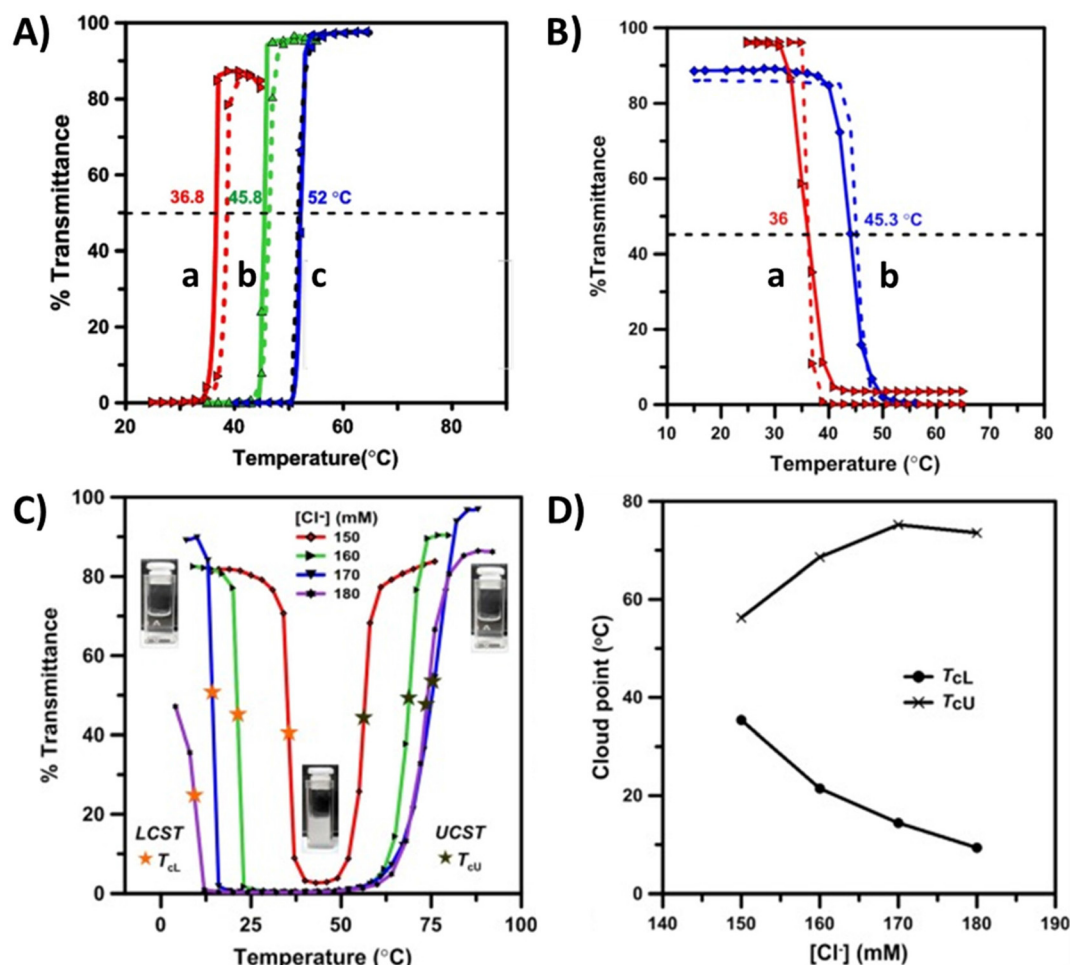 A)
100
80
60
40
20
0
% Transmittance
36.8 45.8 52 °C
a b c
20 40 60 80
Temperature(°C)
B)
100
80
60
40
20
0
%Transmittance
36 45.3 °C
a b
10 20 30 40 50 60 70 80
Temperature (°C)
C)
100
80
60
40
20
0
% Transmittance
[Cl-] (mM)
150
160
170
180
LCST
TcL
UCST
TcU
0 25 50 75 100
Temperature (°C)
D)
80
60
40
20
0
Cloud point (°C)
TcL
TcU
140 150 160 170 180 190
[Cl-] (mM)